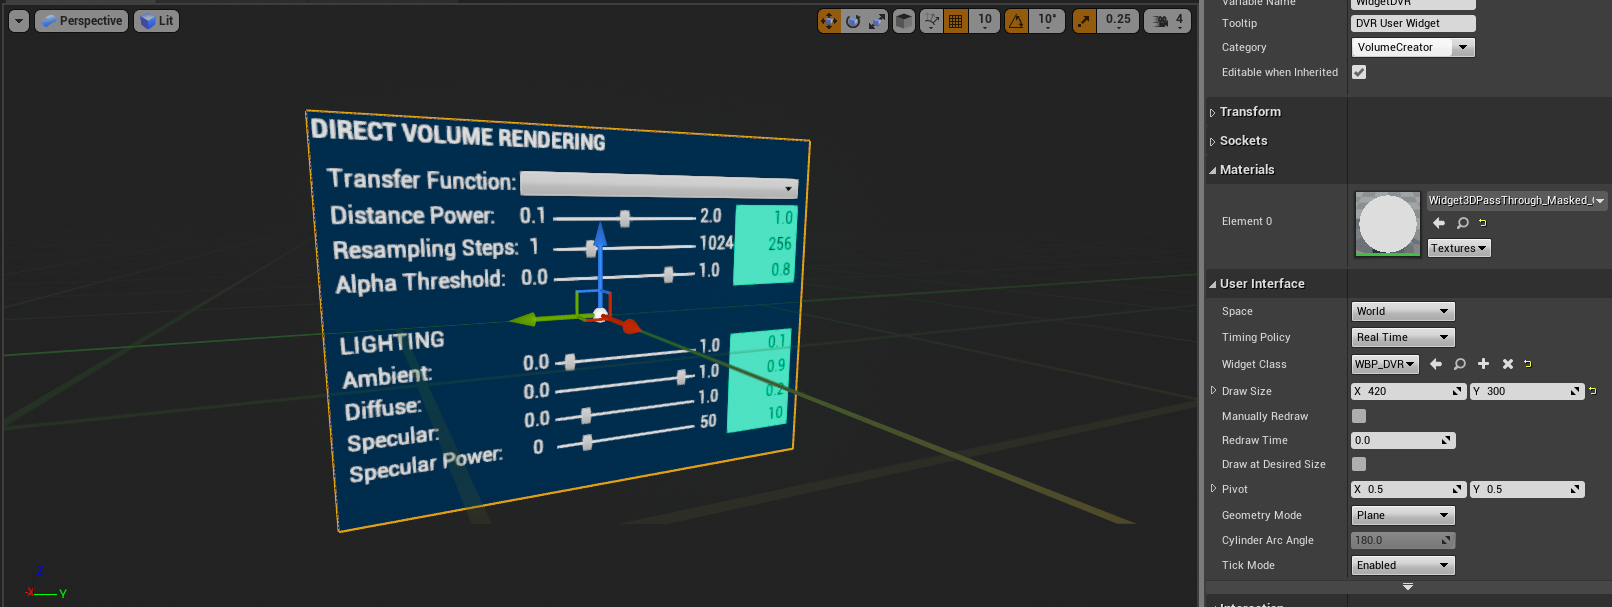 Perspective
Lit
10
10°
0.25
4
DIRECT VOLUME RENDERING
Transfer Function:
Distance Power: 0.1 2.0 1.0
Resampling Steps: 1 1024 256
Alpha Threshold: 0.0 1.0 0.8
LIGHTING
Ambient: 0.0 1.0 0.1
Diffuse: 0.0 1.0 0.9
Specular: 0.0 1.0 0.2
Specular Power: 0 50 10
Z
X Y
Variable Name WidgetDVR
Tooltip DVR User Widget
Category VolumeCreator
Editable when Inherited
Transform
Sockets
Materials
Element 0 Widget3DPassThrough_Masked_
Textures
User Interface
Space World
Timing Policy Real Time
Widget Class WBP_DVR
Draw Size X 420 Y 300
Manually Redraw
Redraw Time 0.0
Draw at Desired Size
Pivot X 0.5 Y 0.5
Geometry Mode Plane
Cylinder Arc Angle 180.0
Tick Mode Enabled
Interaction